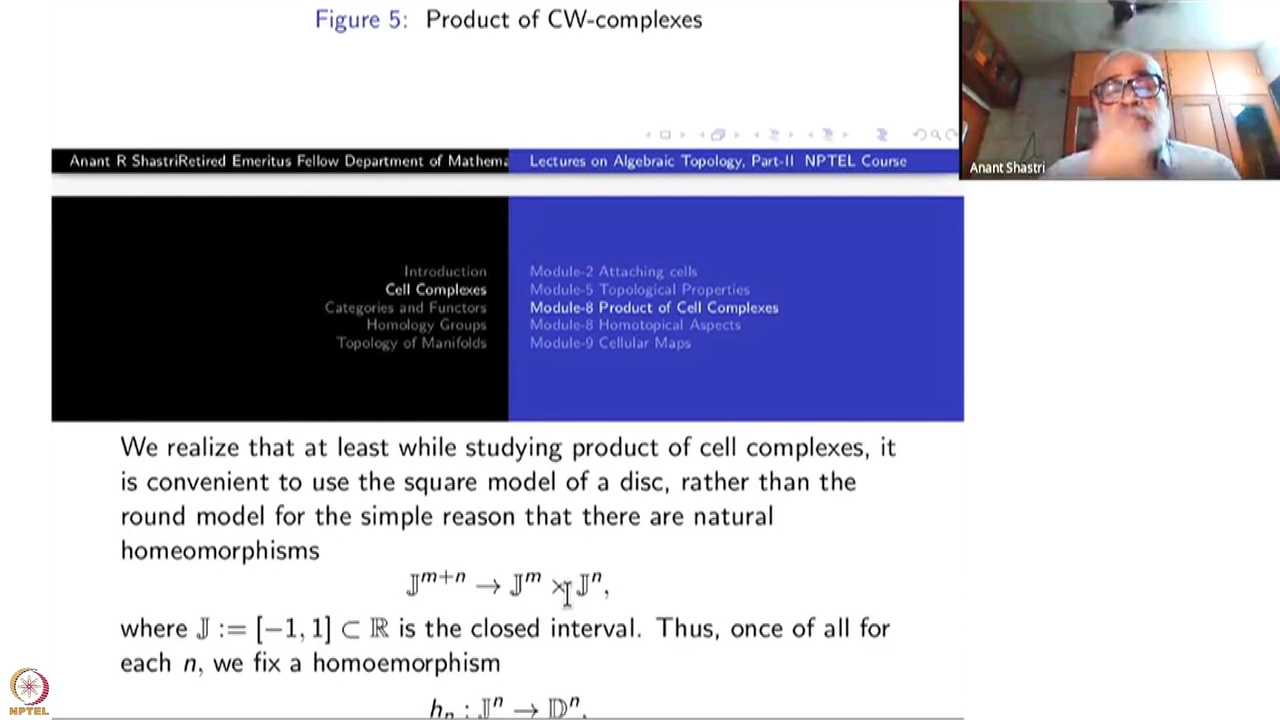 Figure 5: Product of CW-complexes
Anant Shastri
Anant R ShastriRetired Emeritus Fellow Department of Mathema
Lectures on Algebraic Topology, Part-II NPTEL Course
Introduction
Cell Complexes
Categories and Functors
Homology Groups
Topology of Manifolds
Module-2 Attaching cells
Module-5 Topological Properties
Module-8 Product of Cell Complexes
Module-8 Homotopical Aspects
Module-9 Cellular Maps
We realize that at least while studying product of cell complexes, it
is convenient to use the square model of a disc, rather than the
round model for the simple reason that there are natural
homeomorphisms
𝕁^{m+n} → 𝕁^m × 𝕁^n,
where 𝕁 := [−1, 1] ⊂ ℝ is the closed interval. Thus, once of all for
each n, we fix a homoemorphism
h_n : 𝕁^n → 𝔻^n.
NPTEL